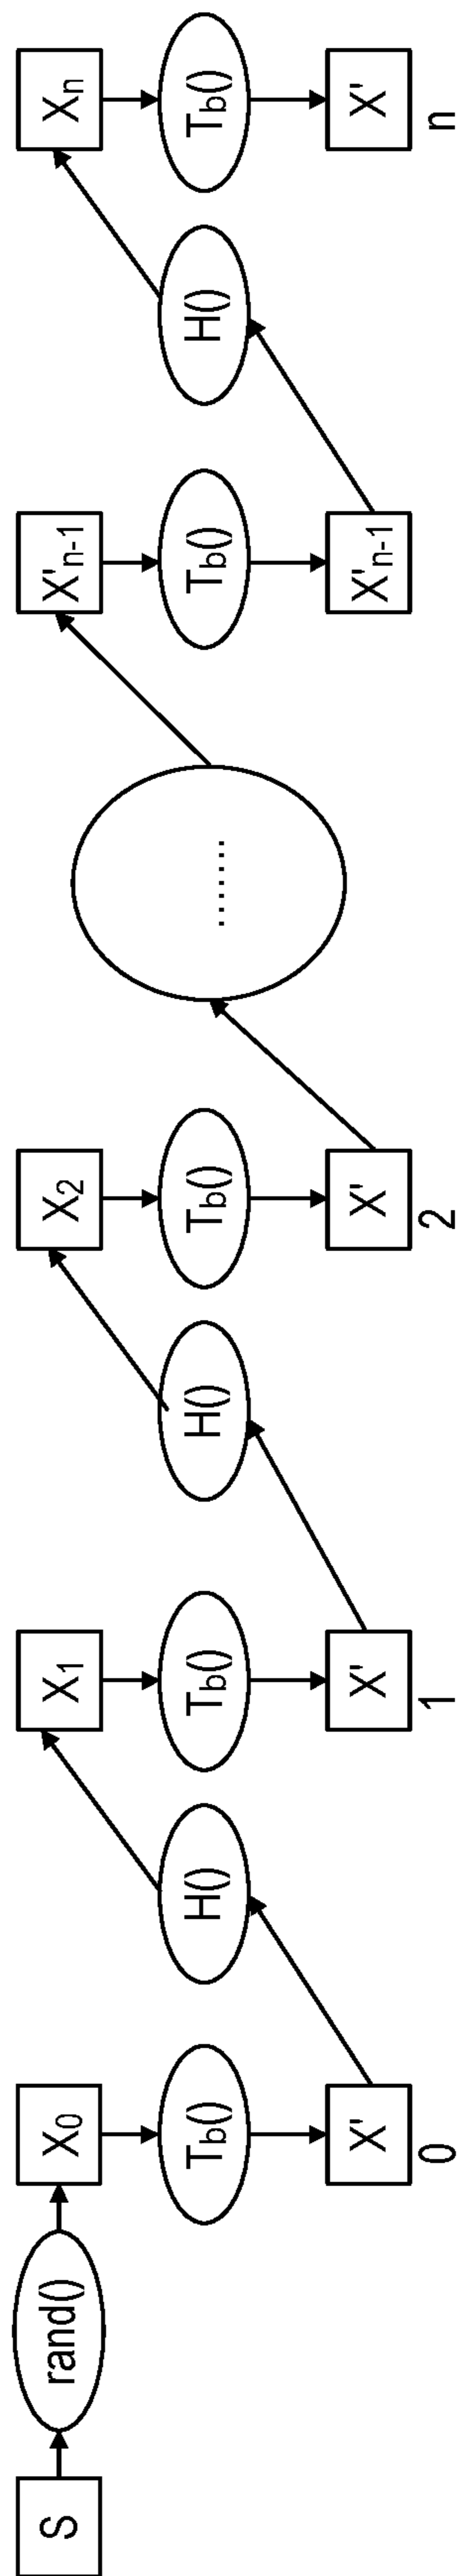 S
rand()
X0
Tb()
X'
0
H()
X1
Tb()
X'
1
H()
X2
Tb()
X'
2
.......
X'n-1
Tb()
X'n-1
H()
Xn
Tb()
X'
n